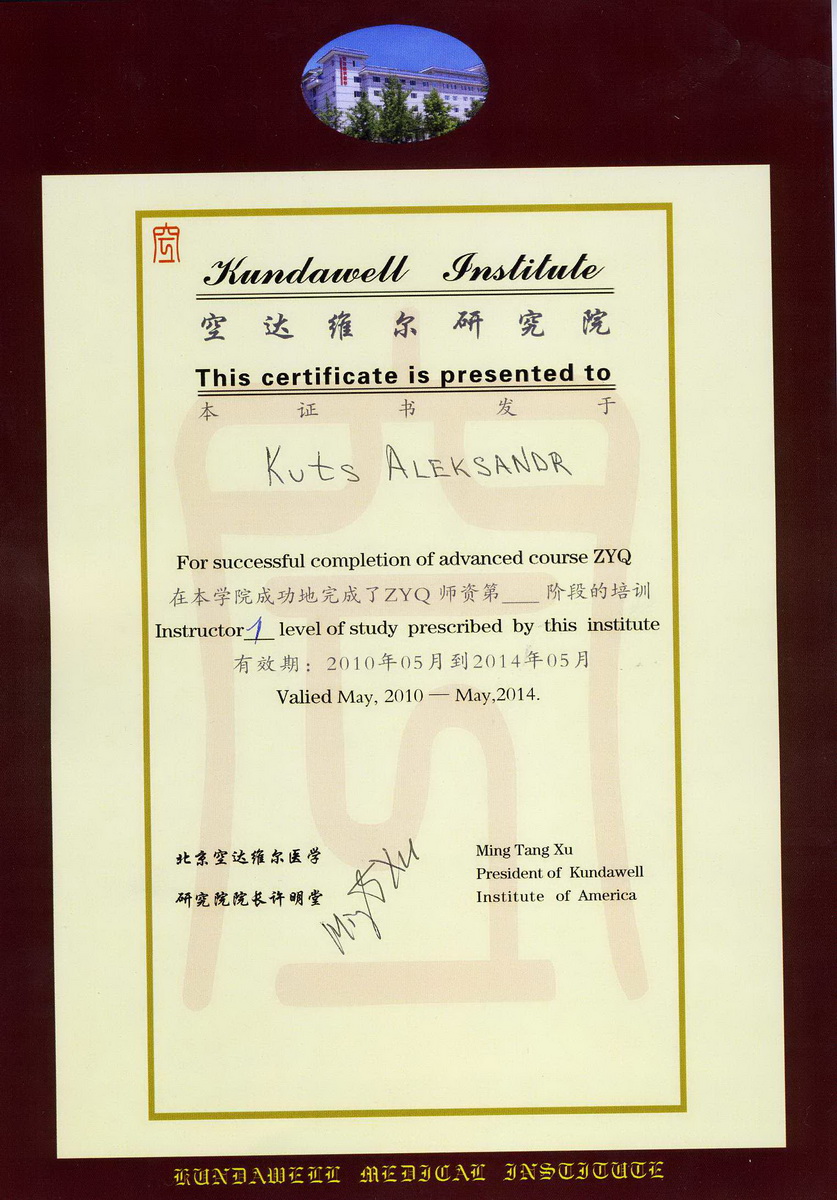 Kundawell Institute
空达维尔研究院
This certificate is presented to
本证书发于
Kuts ALEKSANDR
For successful completion of advanced course ZYQ
在本学院成功地完成了ZYQ 师资第___ 阶段的培训
Instructor 1 level of study prescribed by this institute
有效期：2010年05月到2014年05月
Valied May, 2010 — May,2014.
北京空达维尔医学
研究院院长许明堂
Ming Tang Xu
President of Kundawell
Institute of America
KUNDAWELL MEDICAL INSTITUTE